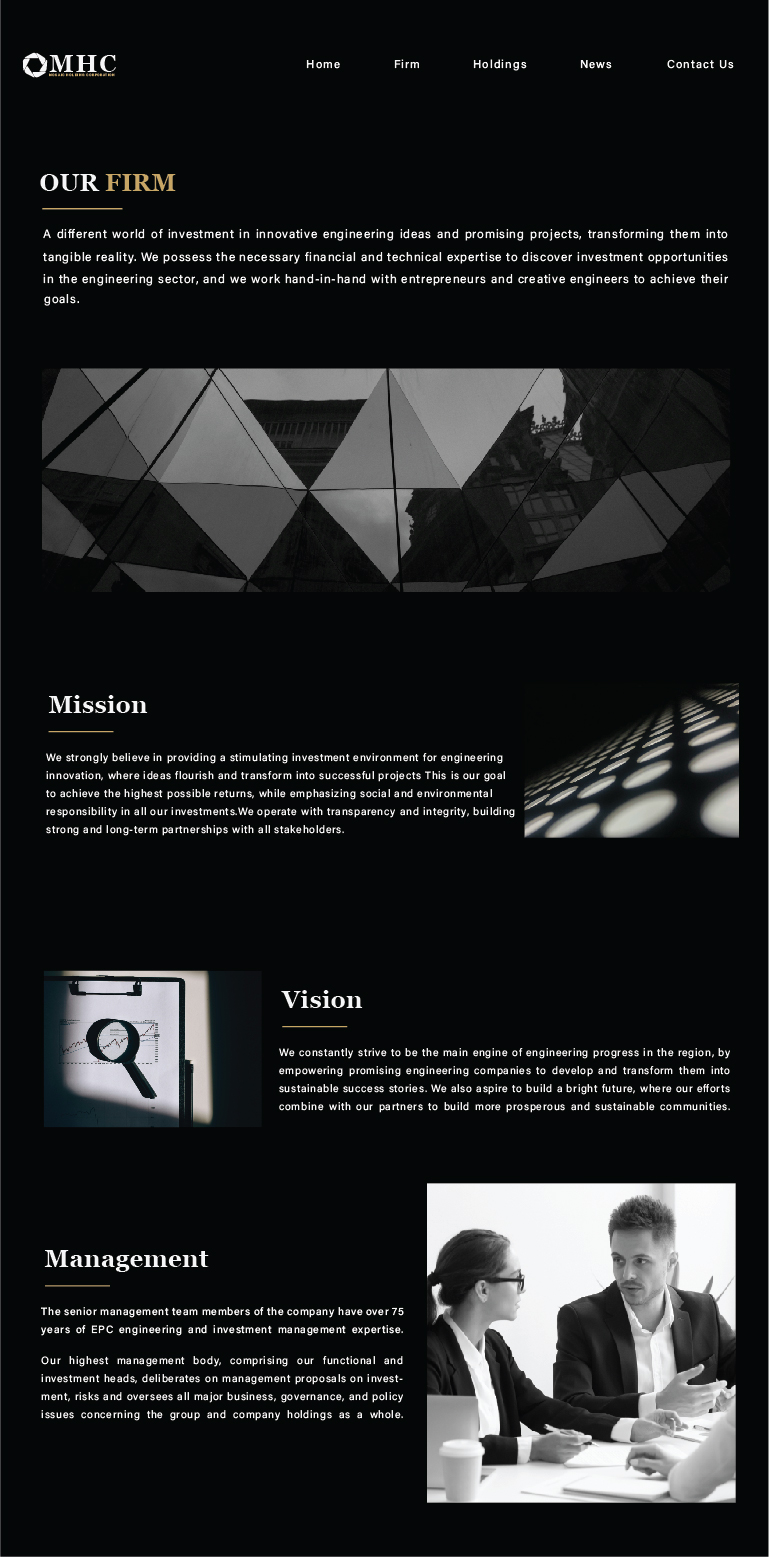 MHC
Home Firm Holdings News Contact Us
OUR FIRM
A different world of investment in innovative engineering ideas and promising projects, transforming them into
tangible reality. We possess the necessary financial and technical expertise to discover investment opportunities
in the engineering sector, and we work hand-in-hand with entrepreneurs and creative engineers to achieve their
goals.
Mission
We strongly believe in providing a stimulating investment environment for engineering
innovation, where ideas flourish and transform into successful projects This is our goal
to achieve the highest possible returns, while emphasizing social and environmental
responsibility in all our investments.We operate with transparency and integrity, building
strong and long-term partnerships with all stakeholders.
Vision
We constantly strive to be the main engine of engineering progress in the region, by
empowering promising engineering companies to develop and transform them into
sustainable success stories. We also aspire to build a bright future, where our efforts
combine with our partners to build more prosperous and sustainable communities.
Management
The senior management team members of the company have over 75
years of EPC engineering and investment management expertise.
Our highest management body, comprising our functional and
investment heads, deliberates on management proposals on invest-
ment, risks and oversees all major business, governance, and policy
issues concerning the group and company holdings as a whole.